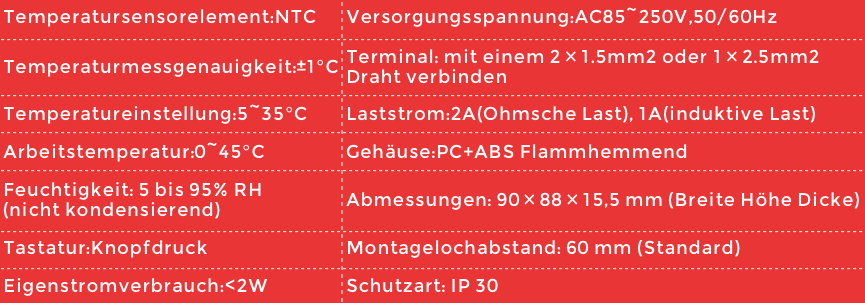 Temperatursensorelement:NTC
Versorgungsspannung:AC85~250V,50/60Hz
Temperaturmessgenauigkeit:±1°C
Terminal: mit einem 2×1.5mm2 oder 1×2.5mm2
Draht verbinden
Temperatureinstellung:5~35°C
Laststrom:2A(Ohmsche Last), 1A(induktive Last)
Arbeitstemperatur:0~45°C
Gehäuse:PC+ABS Flammhemmend
Feuchtigkeit: 5 bis 95% RH
(nicht kondensierend)
Abmessungen: 90×88×15,5 mm (Breite Höhe Dicke)
Tastatur:Knopfdruck
Montagelochabstand: 60 mm (Standard)
Eigenstromverbrauch:<2W
Schutzart: IP 30